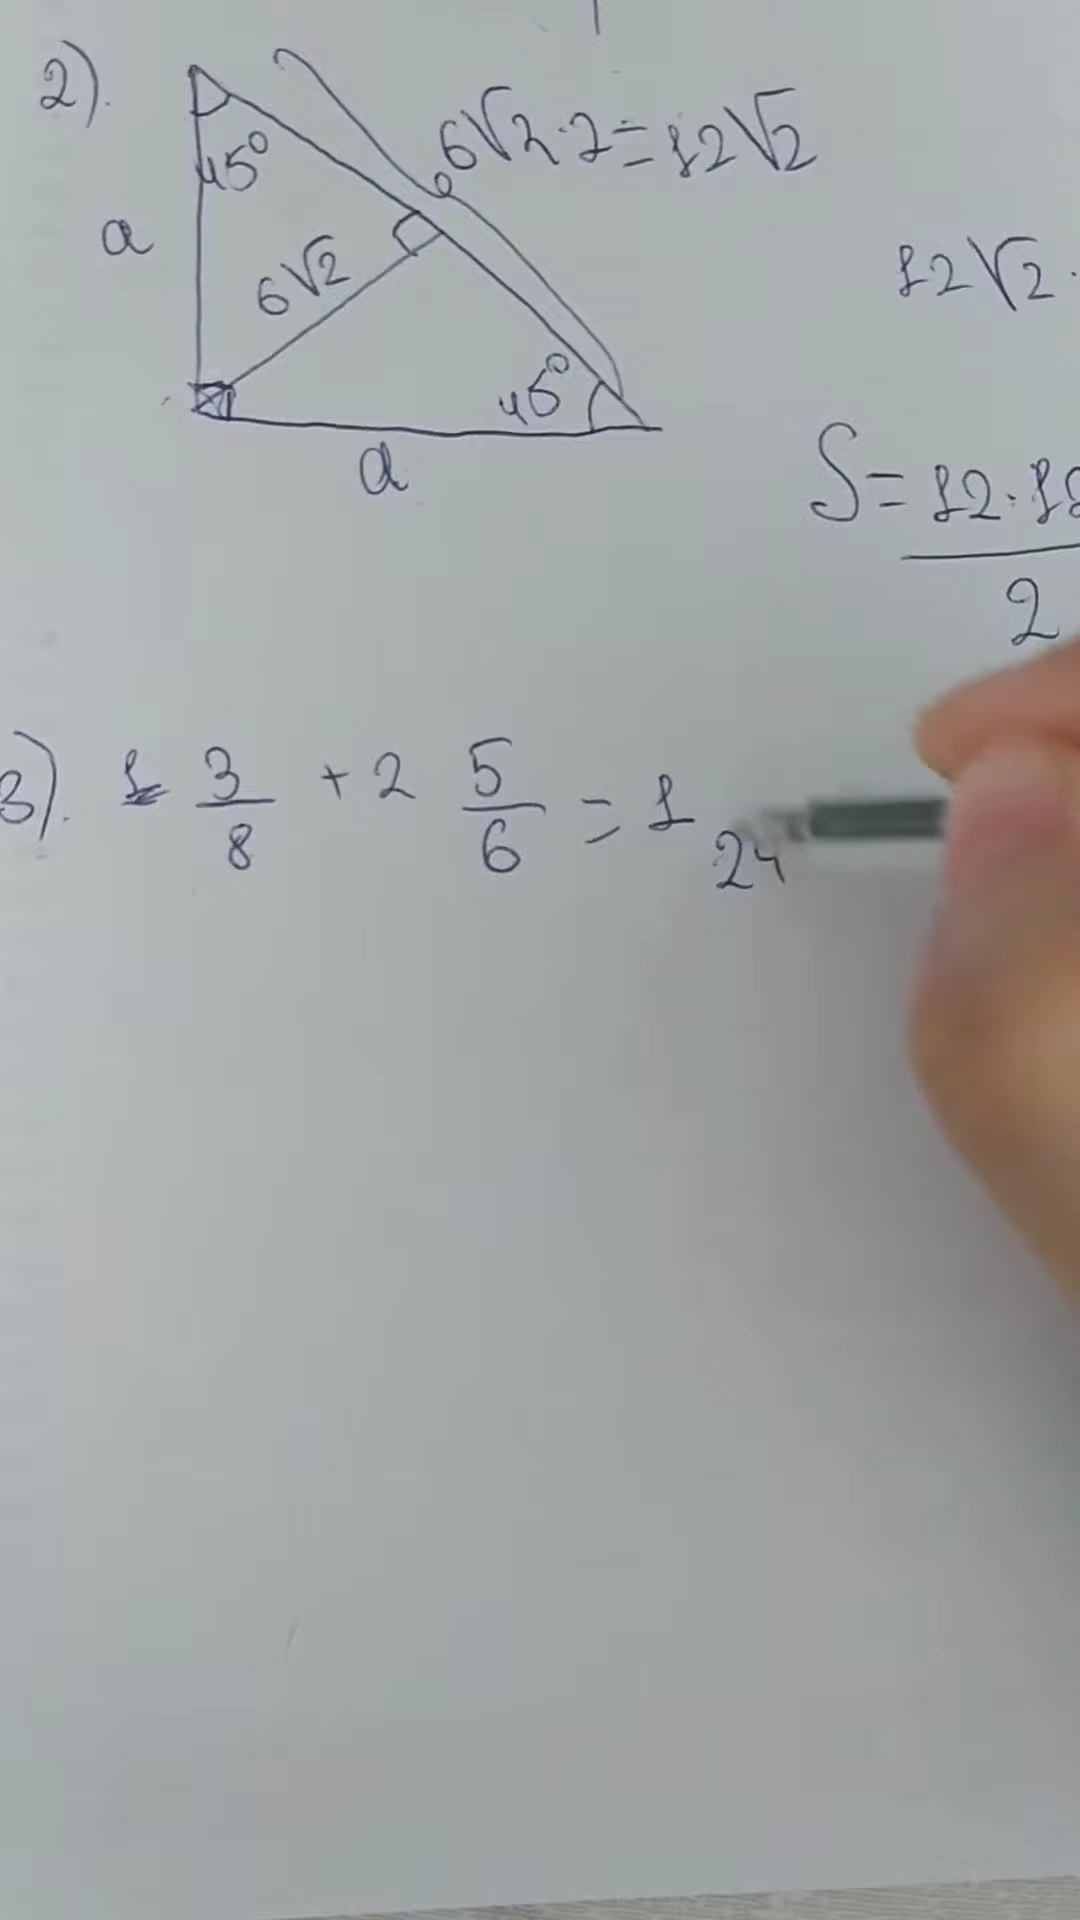 2).
45°
6√2·2=12√2
a
6√2
12√2·
45°
a
S= 12·12
2
3). 1 3/8 + 2 5/6 = 1
24